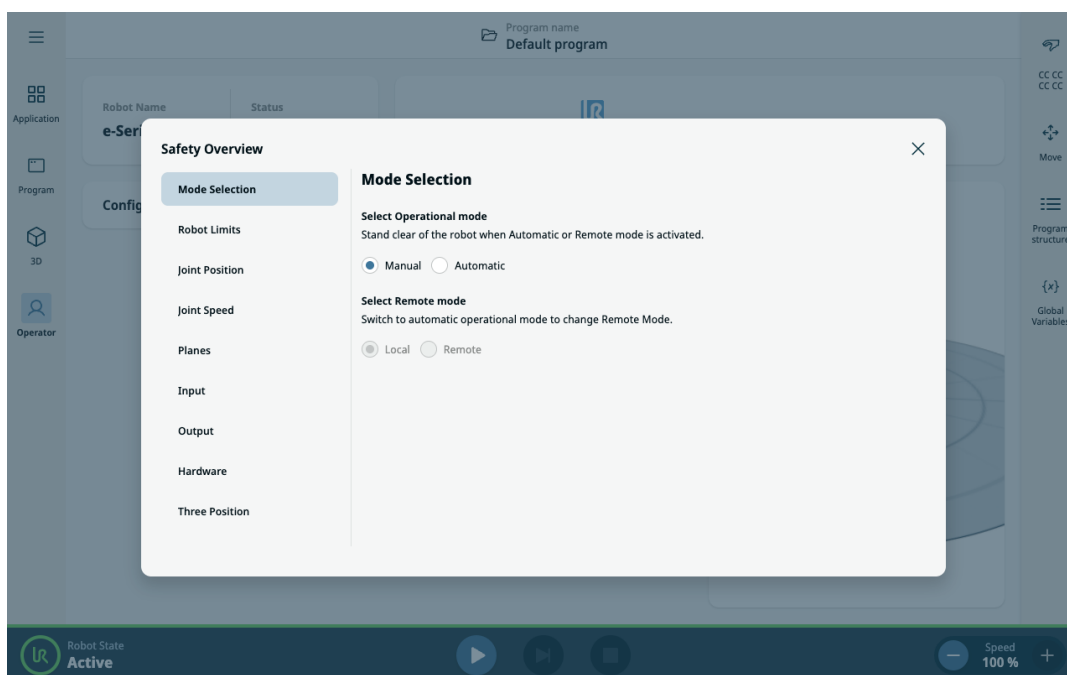 Program name
Default program
Application
Program
3D
Operator
Robot Name
Status
e-Seri
Config
Safety Overview
Mode Selection
Robot Limits
Joint Position
Joint Speed
Planes
Input
Output
Hardware
Three Position
Mode Selection
Select Operational mode
Stand clear of the robot when Automatic or Remote mode is activated.
Manual Automatic
Select Remote mode
Switch to automatic operational mode to change Remote Mode.
Local Remote
CC CC
CC CC
Move
Program
structure
{x}
Global
Variables
Robot State
Active
Speed
100 %